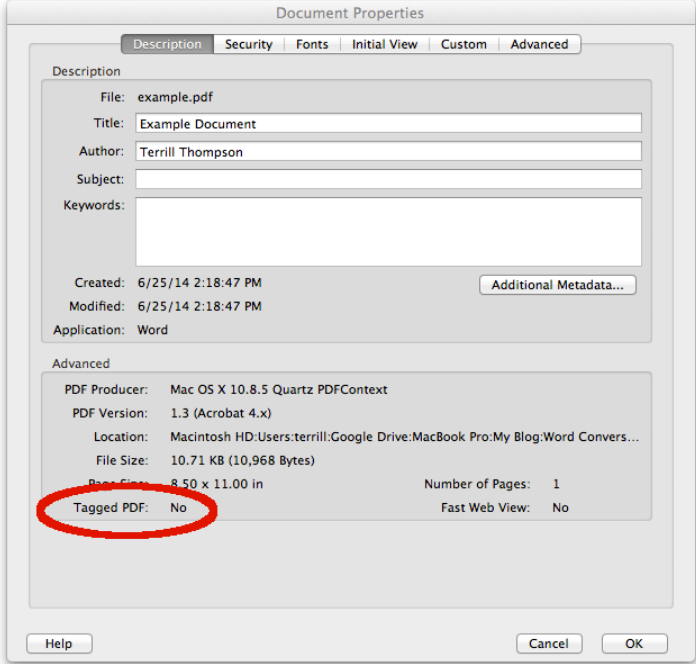 Document Properties
Description Security Fonts Initial View Custom Advanced
Description
File: example.pdf
Title: Example Document
Author: Terrill Thompson
Subject:
Keywords:
Created: 6/25/14 2:18:47 PM
Additional Metadata...
Modified: 6/25/14 2:18:47 PM
Application: Word
Advanced
PDF Producer: Mac OS X 10.8.5 Quartz PDFContext
PDF Version: 1.3 (Acrobat 4.x)
Location: Macintosh HD:Users:terrill:Google Drive:MacBook Pro:My Blog:Word Convers...
File Size: 10.71 KB (10,968 Bytes)
Page Size: 8.50 x 11.00 in Number of Pages: 1
Tagged PDF: No Fast Web View: No
Help Cancel OK